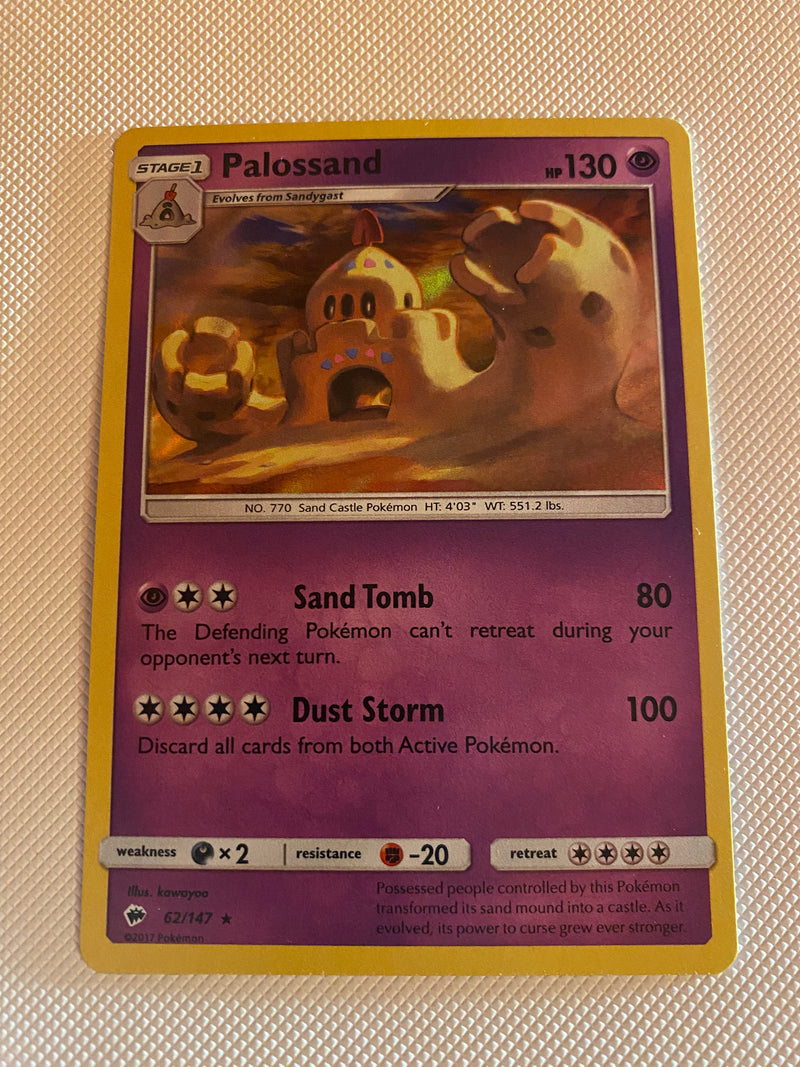 STAGE1 Palossand HP130
Evolves from Sandygast
NO. 770 Sand Castle Pokémon HT: 4'03" WT: 551.2 lbs.
Sand Tomb 80
The Defending Pokémon can't retreat during your
opponent's next turn.
Dust Storm 100
Discard all cards from both Active Pokémon.
weakness ×2 resistance -20 retreat
Illus. kawayoo
62/147 ★
©2017 Pokémon
Possessed people controlled by this Pokémon
transformed its sand mound into a castle. As it
evolved, its power to curse grew ever stronger.